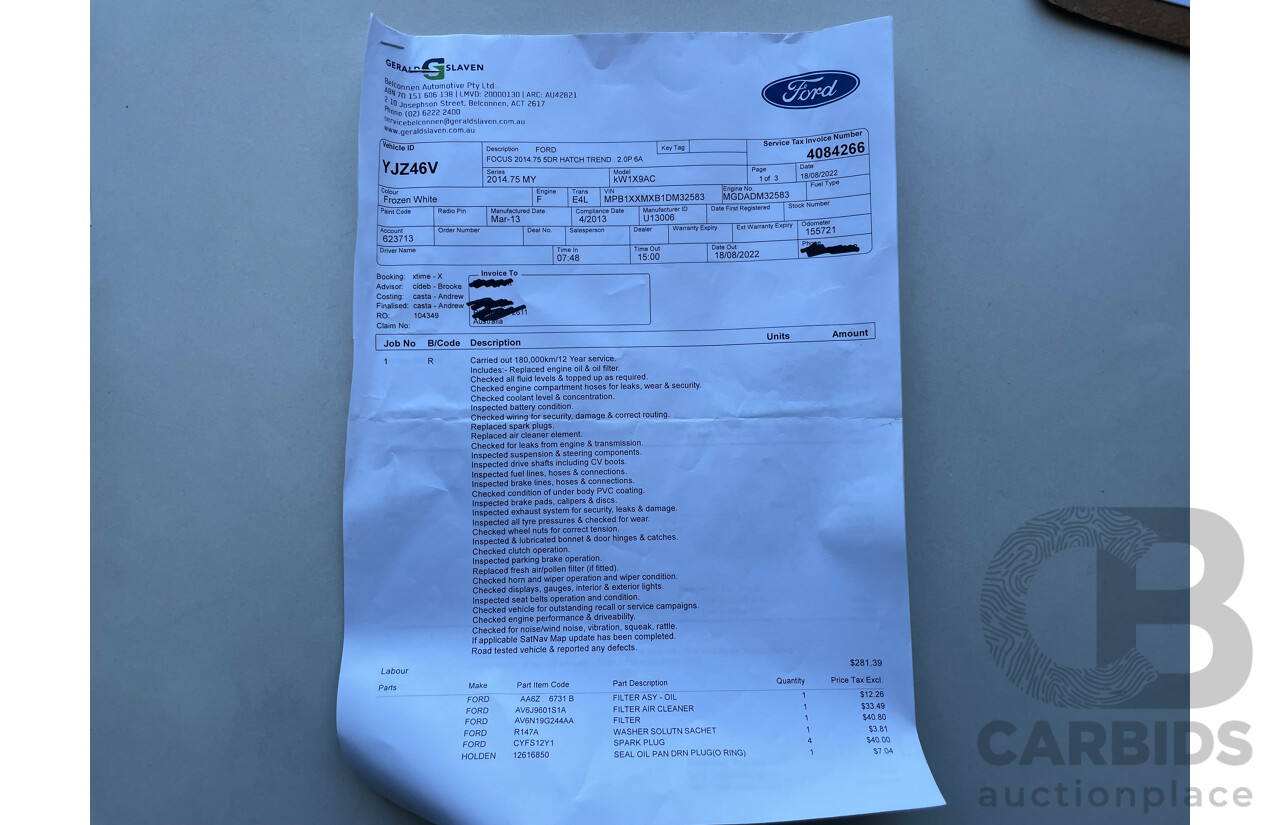 GERALD G SLAVEN
Belconnen Automotive Pty Ltd
ABN 70 151 606 138 | LMVD: 20000130 | ARC: AU42821
2-10 Josephson Street, Belconnen, ACT 2617
Phone (02) 6222 2400
servicebelconnen@geraldslaven.com.au
www.geraldslaven.com.au
Ford
Vehicle ID
YJZ46V
Description FORD
FOCUS 2014.75 5DR HATCH TREND . 2.0P 6A
Key Tag
Service Tax Invoice Number
4084266
Series
2014.75 MY
Model
kW1X9AC
Page
1 of 3
Date
18/08/2022
Colour
Frozen White
Engine
F
Trans
E4L
VIN
MPB1XXMXB1DM32583
Engine No.
MGDADM32583
Fuel Type
Paint Code
Radio Pin
Manufactured Date
Mar-13
Compliance Date
4/2013
Manufacturer ID
U13006
Date First Registered
Stock Number
Account
623713
Order Number
Deal No.
Salesperson
Dealer
Warranty Expiry
Ext Warranty Expiry
Odometer
155721
Driver Name
Time In
07:48
Time Out
15:00
Date Out
18/08/2022
Booking: xtime - X
Advisor: cideb - Brooke
Costing: casta - Andrew
Finalised: casta - Andrew
RO: 104349
Claim No:
Invoice To
Australia
Job No B/Code Description Units Amount
1 R Carried out 180,000km/12 Year service.
Includes:- Replaced engine oil & oil filter.
Checked all fluid levels & topped up as required.
Checked engine compartment hoses for leaks, wear & security.
Checked coolant level & concentration.
Inspected battery condition.
Checked wiring for security, damage & correct routing.
Replaced spark plugs.
Replaced air cleaner element.
Checked for leaks from engine & transmission.
Inspected suspension & steering components.
Inspected drive shafts including CV boots.
Inspected fuel lines, hoses & connections.
Inspected brake lines, hoses & connections.
Checked condition of under body PVC coating.
Inspected brake pads, calipers & discs.
Inspected exhaust system for security, leaks & damage.
Inspected all tyre pressures & checked for wear.
Checked wheel nuts for correct tension.
Inspected & lubricated bonnet & door hinges & catches.
Checked clutch operation.
Inspected parking brake operation.
Replaced fresh air/pollen filter (if fitted).
Checked horn and wiper operation and wiper condition.
Checked displays, gauges, interior & exterior lights.
Inspected seat belts operation and condition.
Checked vehicle for outstanding recall or service campaigns.
Checked engine performance & driveability.
Checked for noise/wind noise, vibration, squeak, rattle.
If applicable SatNav Map update has been completed.
Road tested vehicle & reported any defects.
Labour $281.39
Parts Make Part Item Code Part Description Quantity Price Tax Excl.
FORD AA6Z 6731 B FILTER ASY - OIL 1 $12.26
FORD AV6J9601S1A FILTER AIR CLEANER 1 $33.49
FORD AV6N19G244AA FILTER 1 $40.80
FORD R147A WASHER SOLUTN SACHET 1 $3.81
FORD CYFS12Y1 SPARK PLUG 4 $40.00
HOLDEN 12616850 SEAL OIL PAN DRN PLUG(O RING) 1 $7.04
CARBIDS
auctionplace